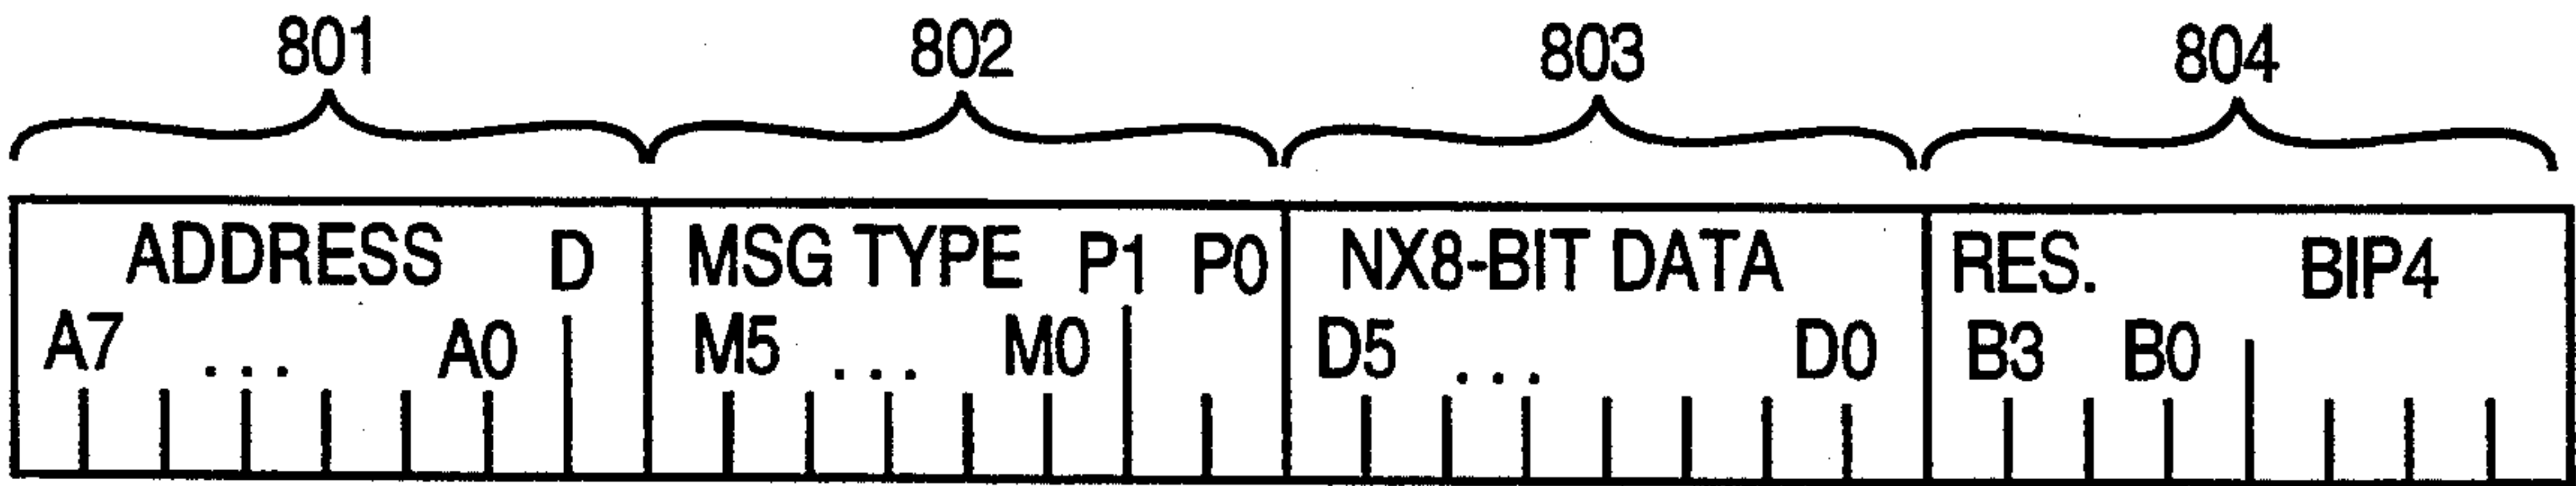 801 802 803 804
ADDRESS D MSG TYPE P1 P0 NX8-BIT DATA RES. BIP4
A7 ... A0 M5 ... M0 D5 ... D0 B3 B0